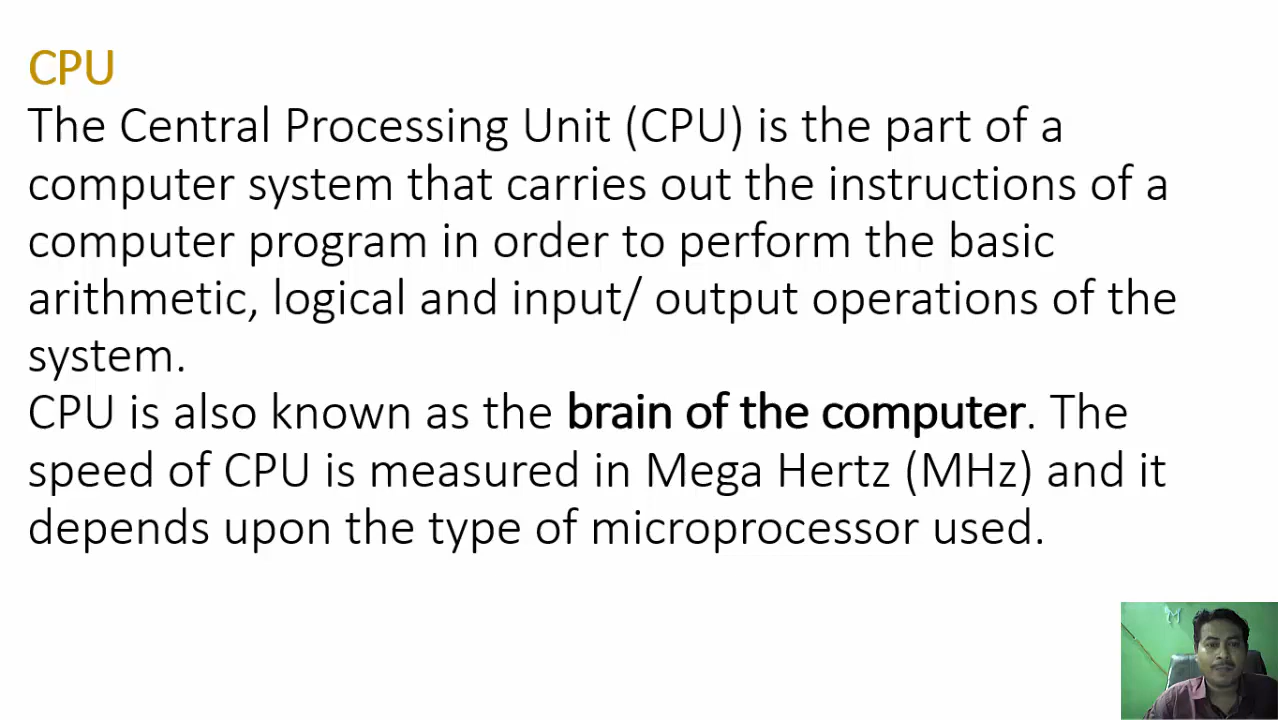 CPU
The Central Processing Unit (CPU) is the part of a
computer system that carries out the instructions of a
computer program in order to perform the basic
arithmetic, logical and input/ output operations of the
system.
CPU is also known as the brain of the computer. The
speed of CPU is measured in Mega Hertz (MHz) and it
depends upon the type of microprocessor used.